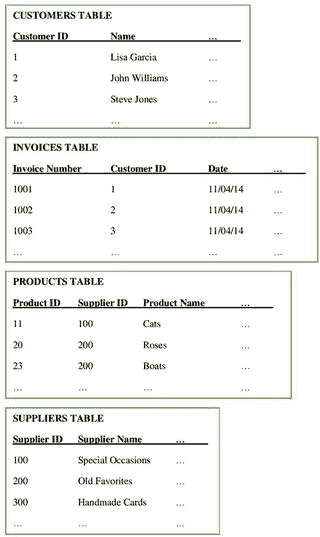 CUSTOMERS TABLE
Customer ID Name …
1 Lisa Garcia …
2 John Williams …
3 Steve Jones …
… … …
INVOICES TABLE
Invoice Number Customer ID Date …
1001 1 11/04/14 …
1002 2 11/04/14 …
1003 3 11/04/14 …
… … … …
PRODUCTS TABLE
Product ID Supplier ID Product Name …
11 100 Cats …
20 200 Roses …
23 200 Boats …
… … … …
SUPPLIERS TABLE
Supplier ID Supplier Name …
100 Special Occasions …
200 Old Favorites …
300 Handmade Cards …
… … …